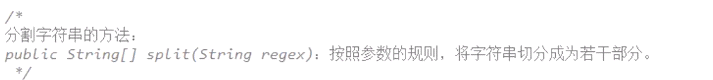 /*
分割字符串的方法：
public String[] split(String regex)：按照参数的规则，将字符串切分成为若干部分。
*/